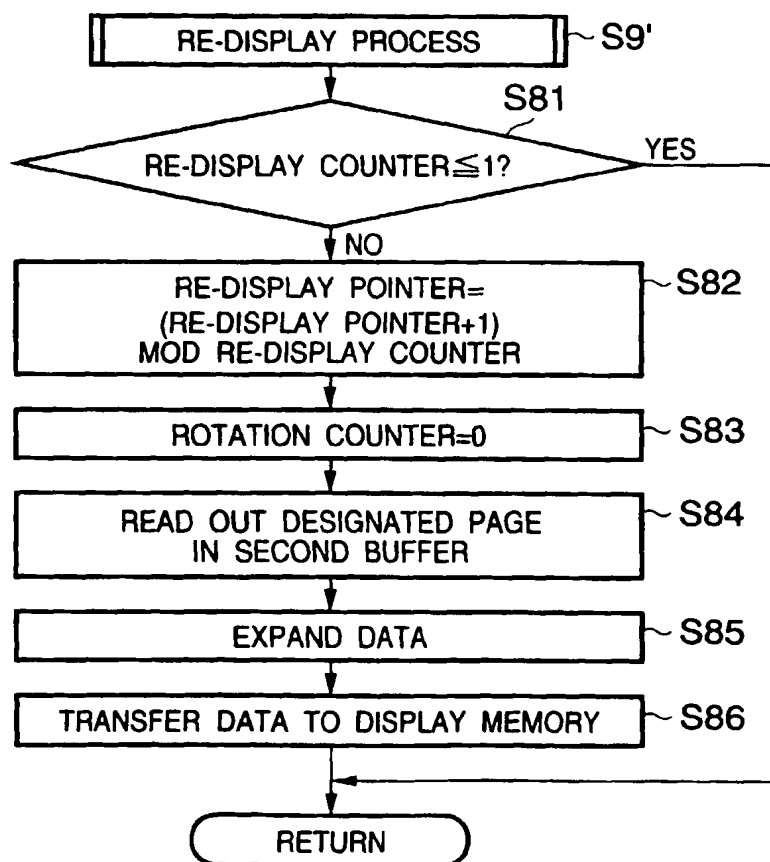 RE-DISPLAY PROCESS
S9'
S81
RE-DISPLAY COUNTER≦1?
YES
NO
RE-DISPLAY POINTER=
(RE-DISPLAY POINTER+1)
MOD RE-DISPLAY COUNTER
S82
ROTATION COUNTER=0
S83
READ OUT DESIGNATED PAGE
IN SECOND BUFFER
S84
EXPAND DATA
S85
TRANSFER DATA TO DISPLAY MEMORY
S86
RETURN